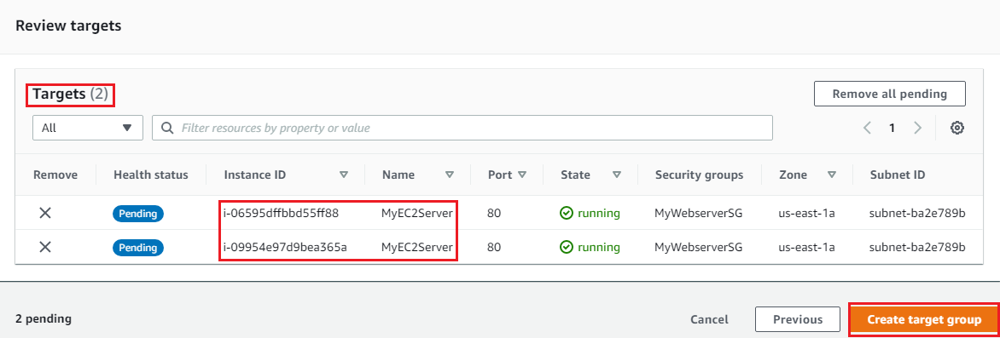 Review targets
Targets (2)
Remove all pending
All
Filter resources by property or value
1
Remove Health status Instance ID Name Port State Security groups Zone Subnet ID
Pending i-06595dffbbd55ff88 MyEC2Server 80 running MyWebserverSG us-east-1a subnet-ba2e789b
Pending i-09954e97d9bea365a MyEC2Server 80 running MyWebserverSG us-east-1a subnet-ba2e789b
2 pending
Cancel
Previous
Create target group